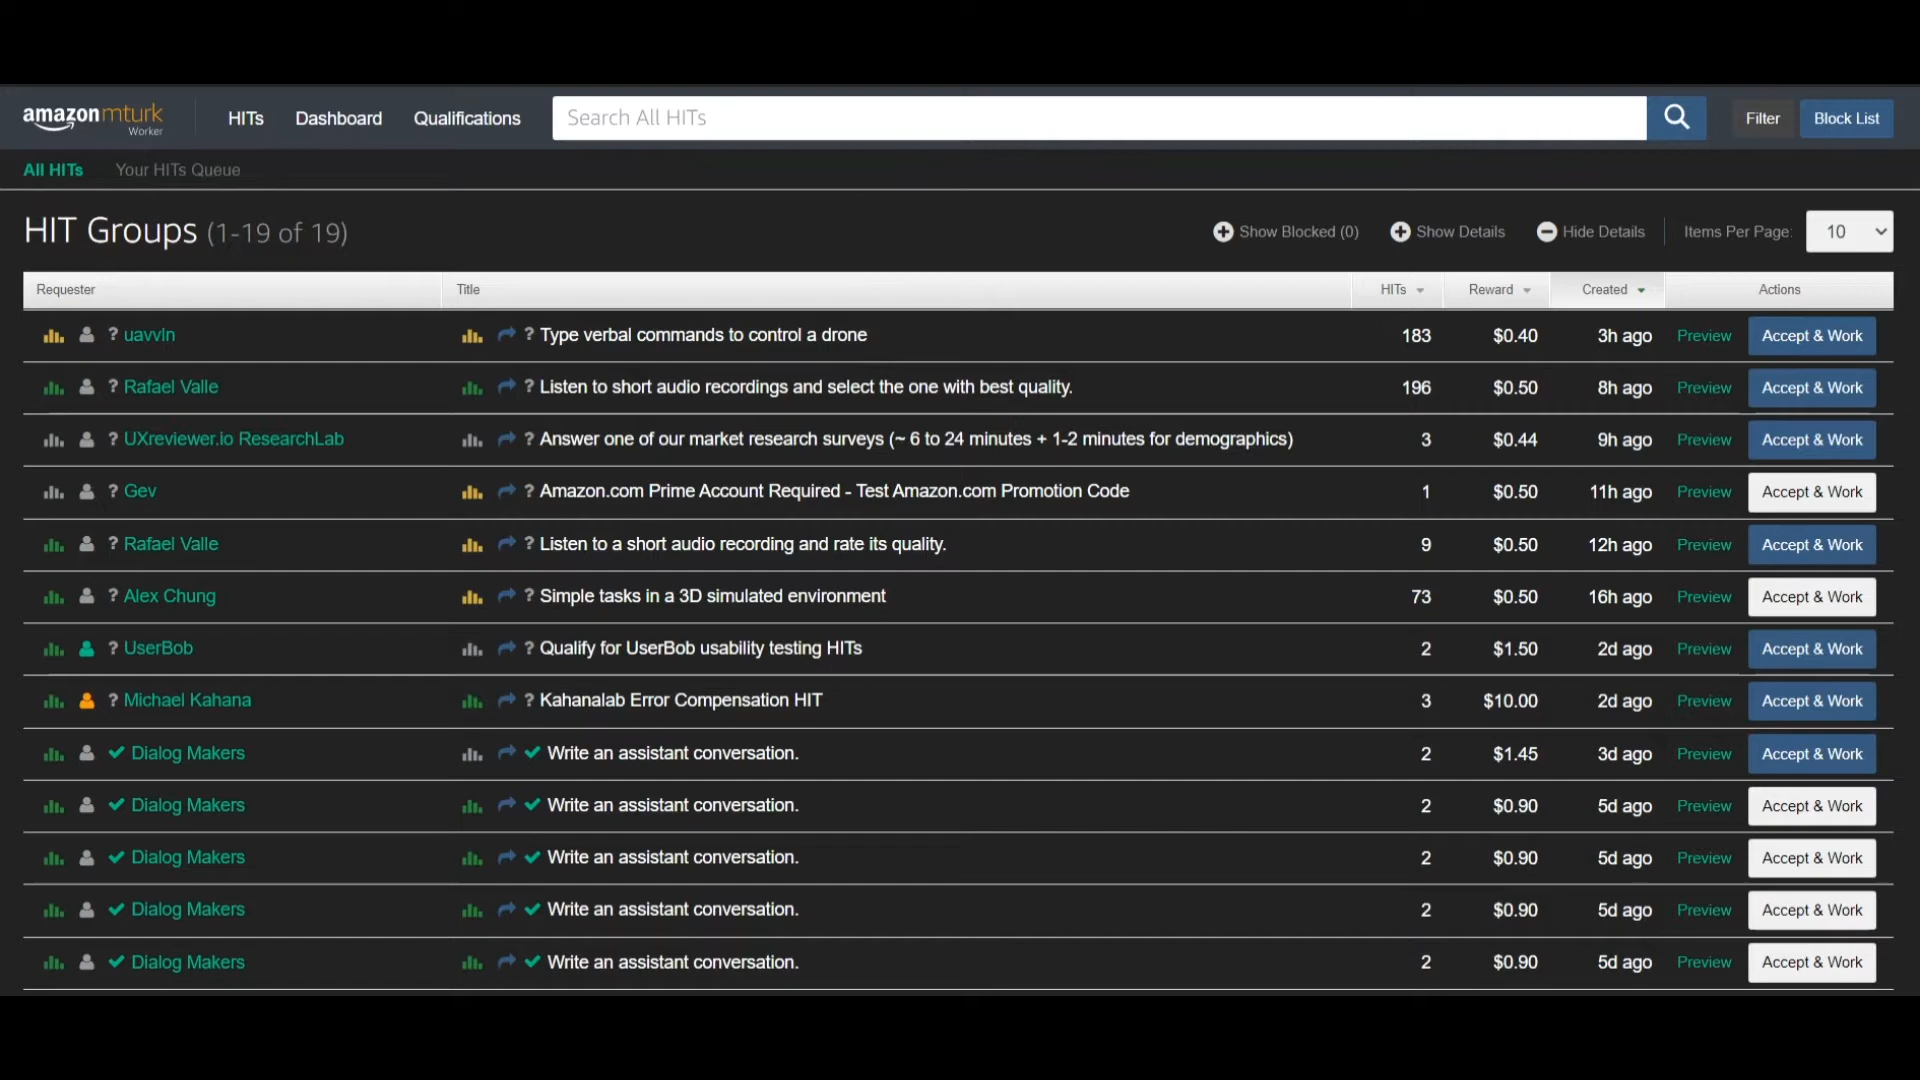 amazonmturk
Worker
HITs Dashboard Qualifications Search All HITs Filter Block List
All HITs Your HITs Queue
HIT Groups (1-19 of 19) Show Blocked (0) Show Details Hide Details Items Per Page: 10
Requester Title HITs Reward Created Actions
? uavvln ? Type verbal commands to control a drone 183 $0.40 3h ago Preview Accept & Work
? Rafael Valle ? Listen to short audio recordings and select the one with best quality. 196 $0.50 8h ago Preview Accept & Work
? UXreviewer.io ResearchLab ? Answer one of our market research surveys (~ 6 to 24 minutes + 1-2 minutes for demographics) 3 $0.44 9h ago Preview Accept & Work
? Gev ? Amazon.com Prime Account Required - Test Amazon.com Promotion Code 1 $0.50 11h ago Preview Accept & Work
? Rafael Valle ? Listen to a short audio recording and rate its quality. 9 $0.50 12h ago Preview Accept & Work
? Alex Chung ? Simple tasks in a 3D simulated environment 73 $0.50 16h ago Preview Accept & Work
? UserBob ? Qualify for UserBob usability testing HITs 2 $1.50 2d ago Preview Accept & Work
? Michael Kahana ? Kahanalab Error Compensation HIT 3 $10.00 2d ago Preview Accept & Work
Dialog Makers Write an assistant conversation. 2 $1.45 3d ago Preview Accept & Work
Dialog Makers Write an assistant conversation. 2 $0.90 5d ago Preview Accept & Work
Dialog Makers Write an assistant conversation. 2 $0.90 5d ago Preview Accept & Work
Dialog Makers Write an assistant conversation. 2 $0.90 5d ago Preview Accept & Work
Dialog Makers Write an assistant conversation. 2 $0.90 5d ago Preview Accept & Work